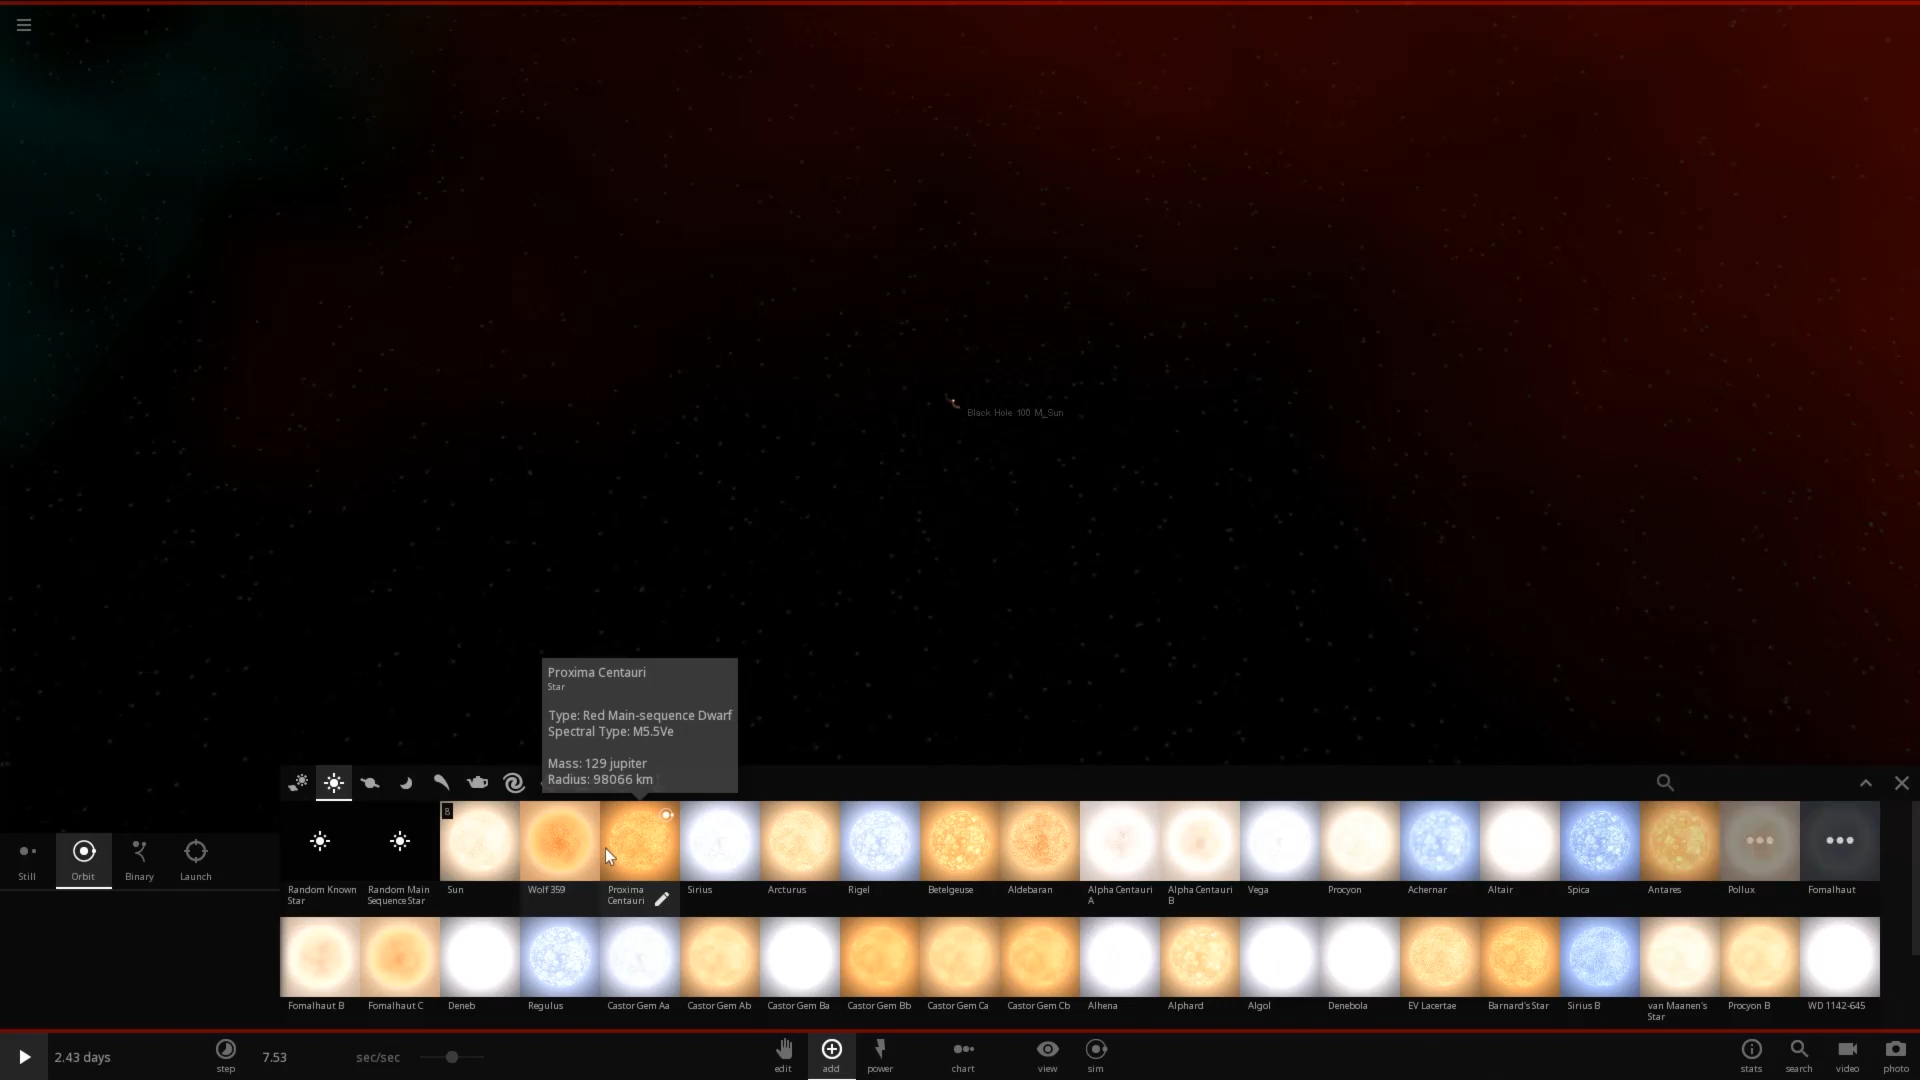 Black Hole 100 M_Sun
Proxima Centauri
Star
Type: Red Main-sequence Dwarf
Spectral Type: M5.5Ve
Mass: 129 jupiter
Radius: 98066 km
8
Still
Orbit
Binary
Launch
Random Known
Star
Random Main
Sequence Star
Sun
Wolf 359
Proxima
Centauri
Sirius
Arcturus
Rigel
Betelgeuse
Aldebaran
Alpha Centauri
A
Alpha Centauri
B
Vega
Procyon
Achernar
Altair
Spica
Antares
Pollux
Fomalhaut
Fomalhaut B
Fomalhaut C
Deneb
Regulus
Castor Gem Aa
Castor Gem Ab
Castor Gem Ba
Castor Gem Bb
Castor Gem Ca
Castor Gem Cb
Alhena
Alphard
Algol
Denebola
EV Lacertae
Barnard's Star
Sirius B
van Maanen's
Star
Procyon B
WD 1142-645
2.43 days
step
7.53
sec/sec
edit
add
power
chart
view
sim
stats
search
video
photo